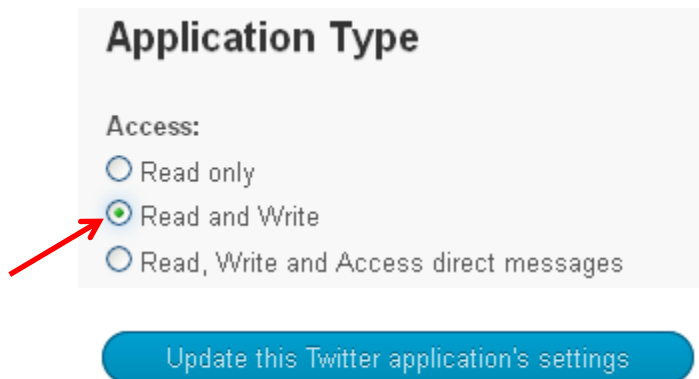 Application Type
Access:
Read only
Read and Write
Read, Write and Access direct messages
Update this Twitter application's settings